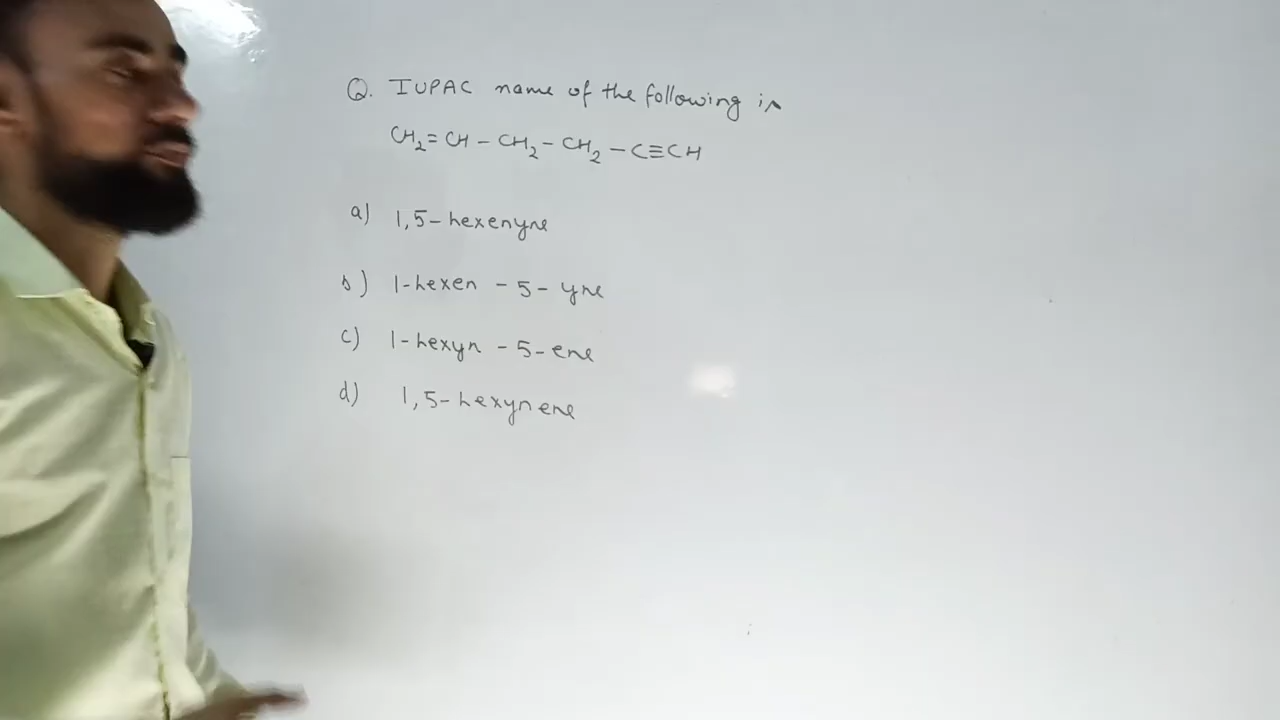 Q. IUPAC name of the following is
CH₂=CH-CH₂-CH₂-C≡CH
a) 1,5-hexenyne
b) 1-hexen-5-yne
c) 1-hexyn-5-ene
d) 1,5-hexynene